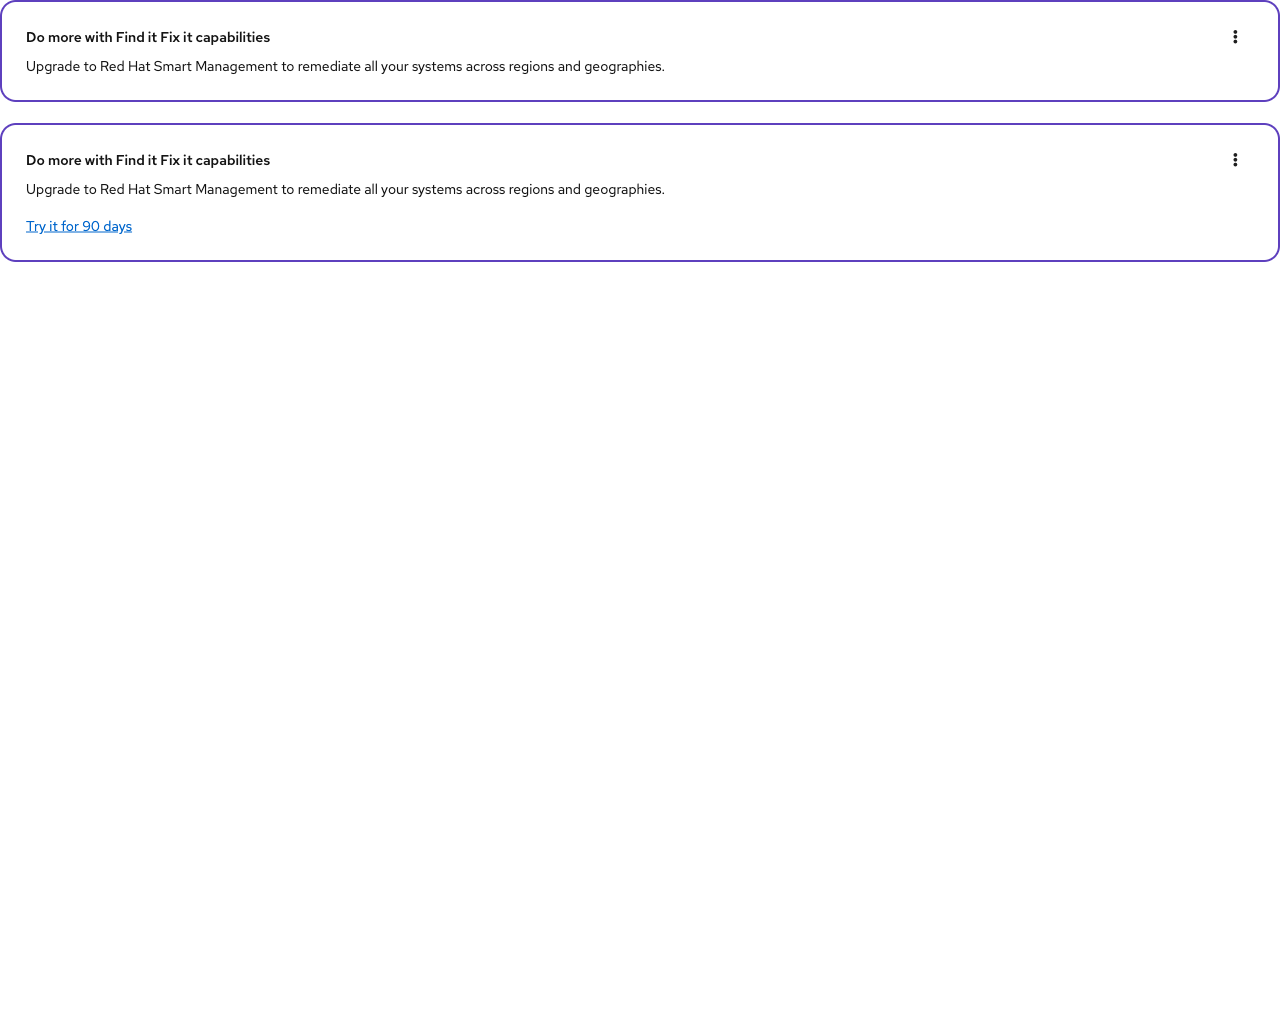 Do more with Find it Fix it capabilities
Upgrade to Red Hat Smart Management to remediate all your systems across regions and geographies.
Do more with Find it Fix it capabilities
Upgrade to Red Hat Smart Management to remediate all your systems across regions and geographies.
Try it for 90 days